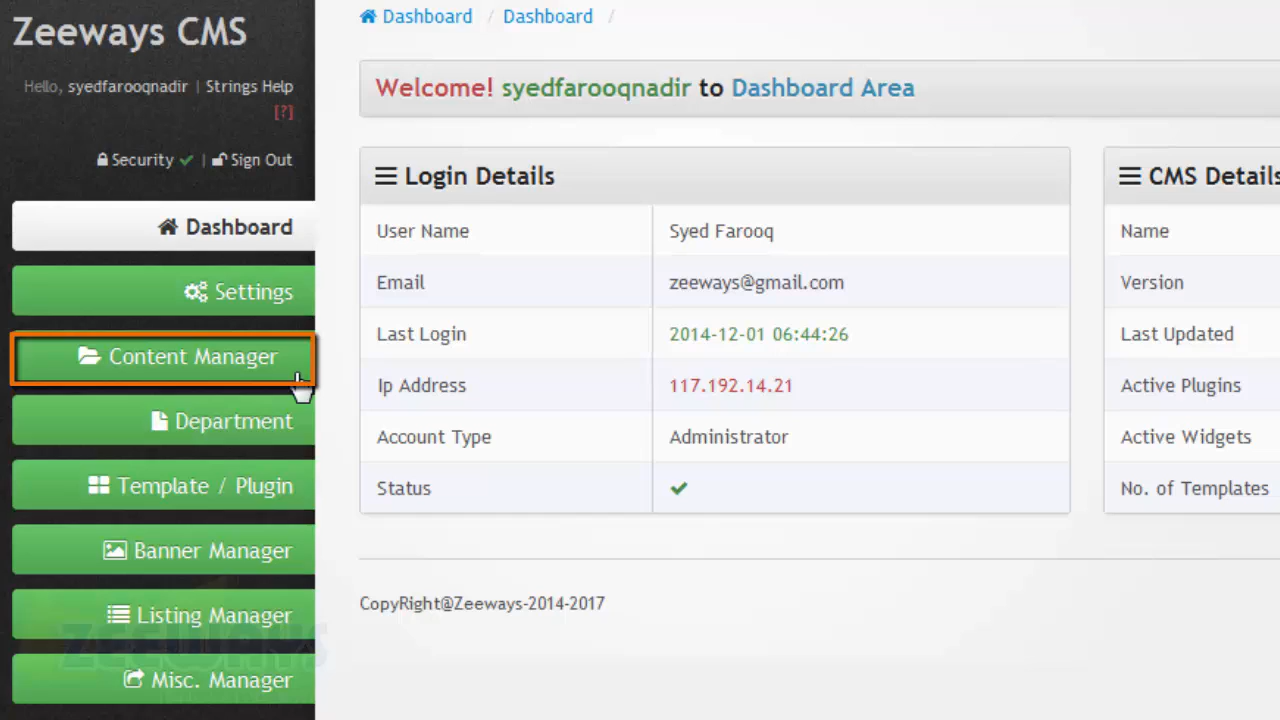 Zeeways CMS
Hello, syedfarooqnadir | Strings Help
[?]
Security | Sign Out
Dashboard
Settings
Content Manager
Department
Template / Plugin
Banner Manager
Listing Manager
Misc. Manager
ZEEWAYS
Dashboard / Dashboard /
Welcome! syedfarooqnadir to Dashboard Area
Login Details
User Name Syed Farooq
Email zeeways@gmail.com
Last Login 2014-12-01 06:44:26
Ip Address 117.192.14.21
Account Type Administrator
Status
CMS Details
Name
Version
Last Updated
Active Plugins
Active Widgets
No. of Templates
CopyRight@Zeeways-2014-2017